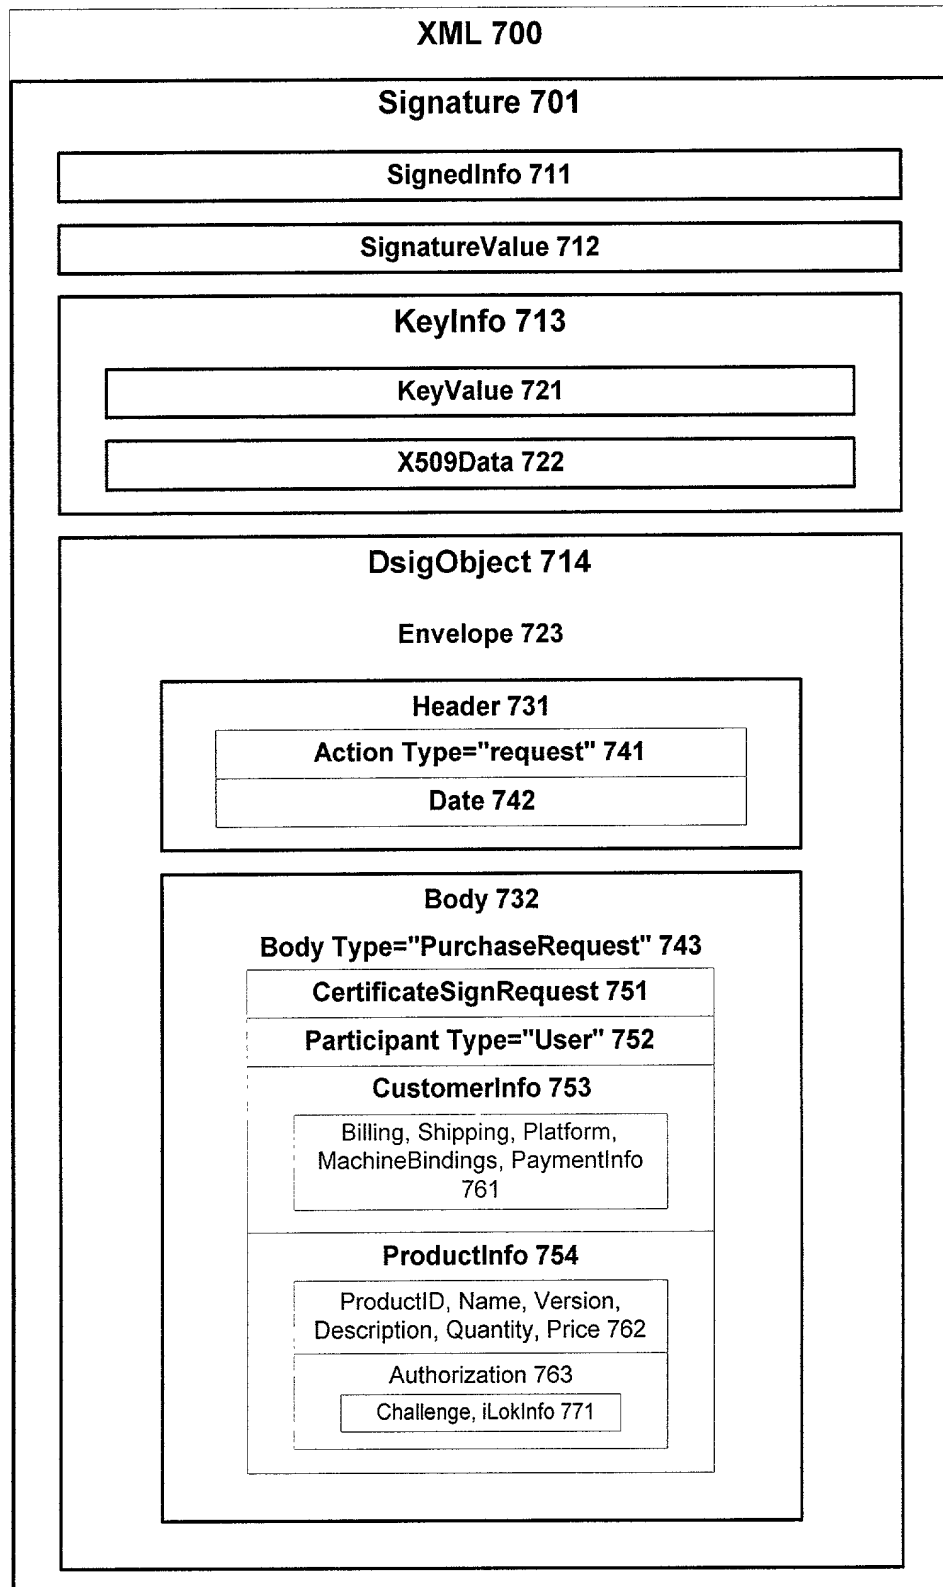 XML 700
Signature 701
SignedInfo 711
SignatureValue 712
KeyInfo 713
KeyValue 721
X509Data 722
DsigObject 714
Envelope 723
Header 731
Action Type="request" 741
Date 742
Body 732
Body Type="PurchaseRequest" 743
CertificateSignRequest 751
Participant Type="User" 752
CustomerInfo 753
Billing, Shipping, Platform,
MachineBindings, PaymentInfo
761
ProductInfo 754
ProductID, Name, Version,
Description, Quantity, Price 762
Authorization 763
Challenge, iLokInfo 771